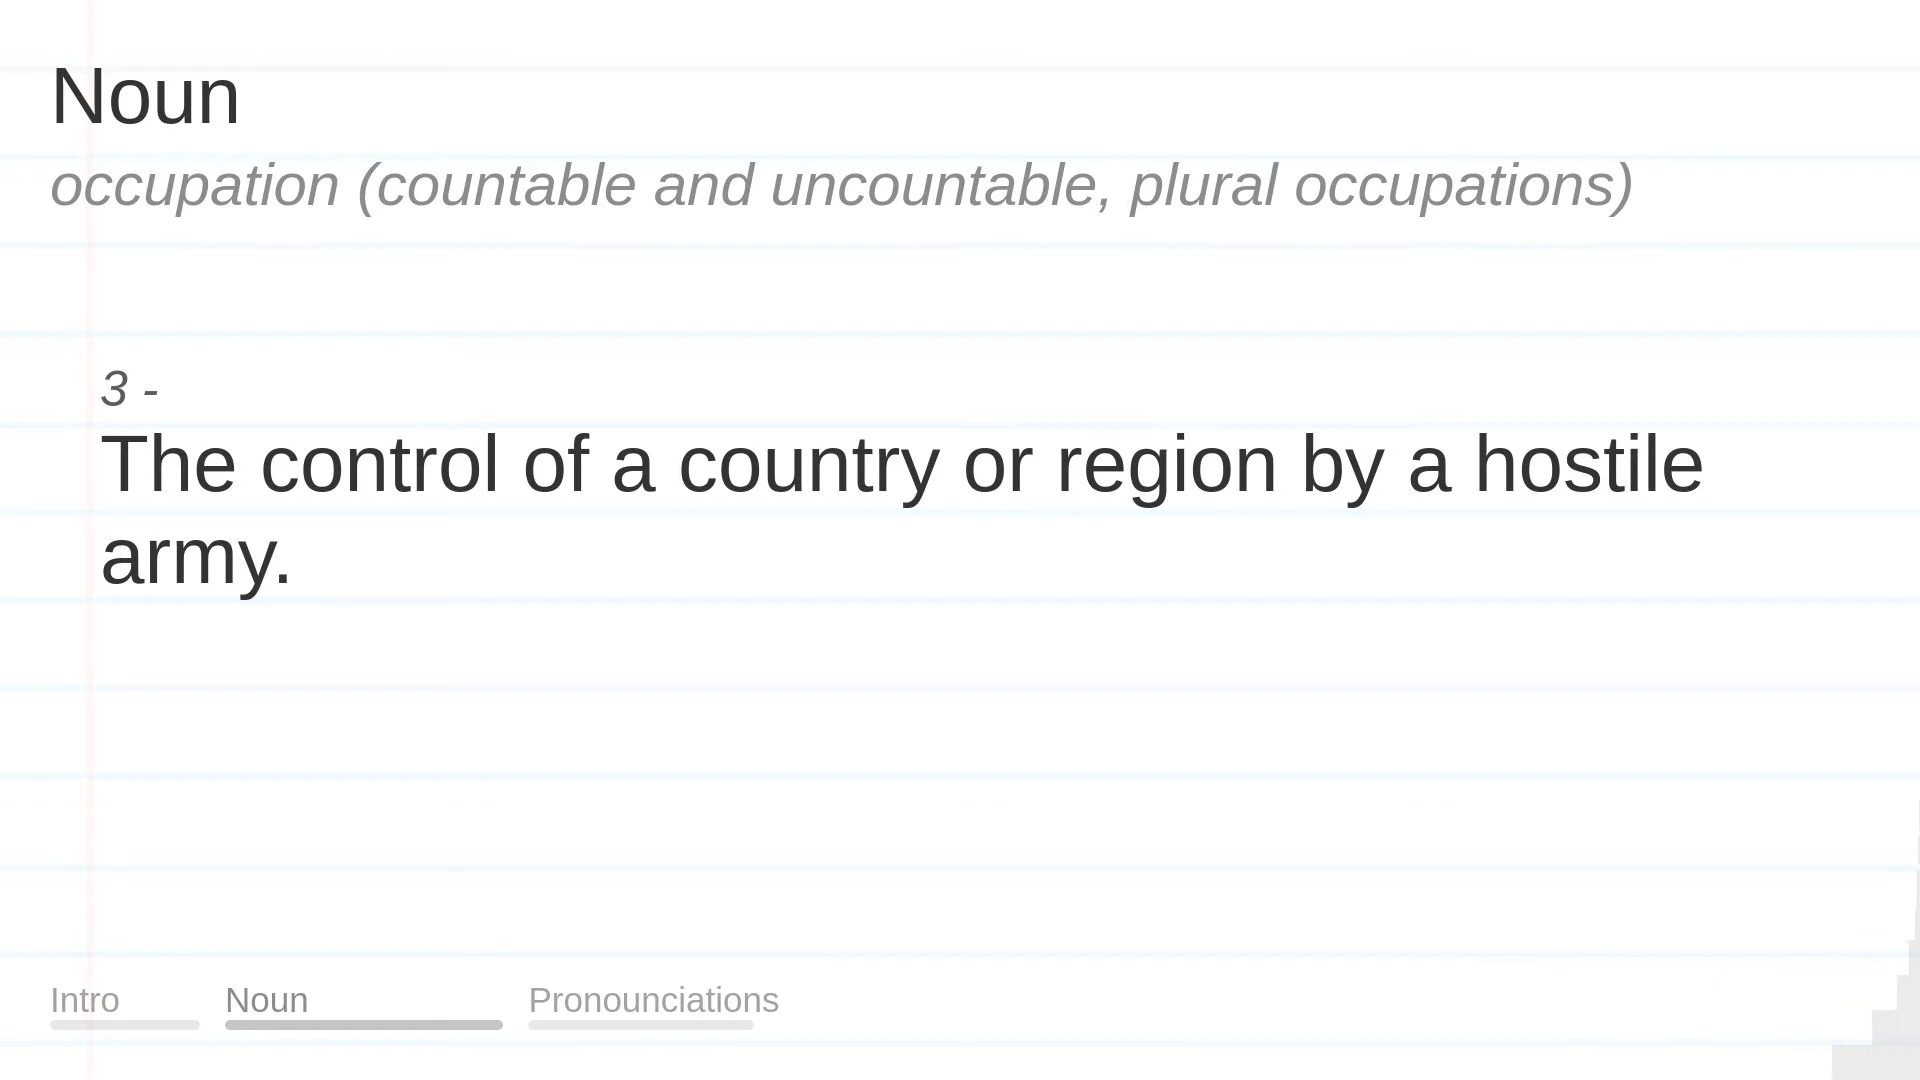 Noun
occupation (countable and uncountable, plural occupations)
3 -
The control of a country or region by a hostile
army.
Intro Noun Pronounciations